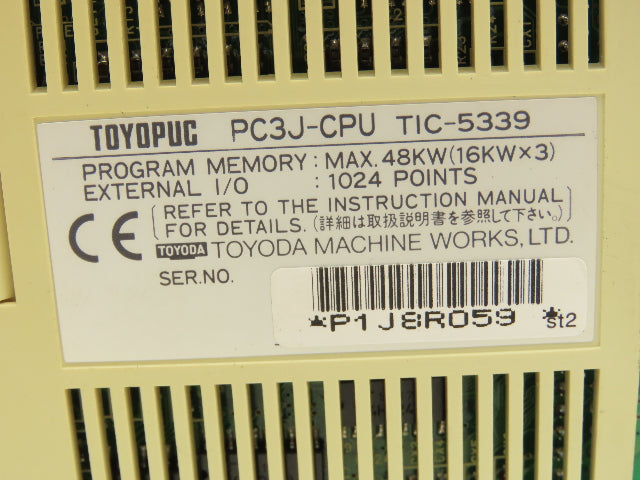 TOYOPUC PC3J-CPU TIC-5339
PROGRAM MEMORY : MAX. 48KW(16KW×3)
EXTERNAL I/O : 1024 POINTS
REFER TO THE INSTRUCTION MANUAL
FOR DETAILS. (詳細は取扱説明書を参照して下さい。)
CE
TOYODA TOYODA MACHINE WORKS, LTD.
SER.NO.
*P1J8R059*
st2